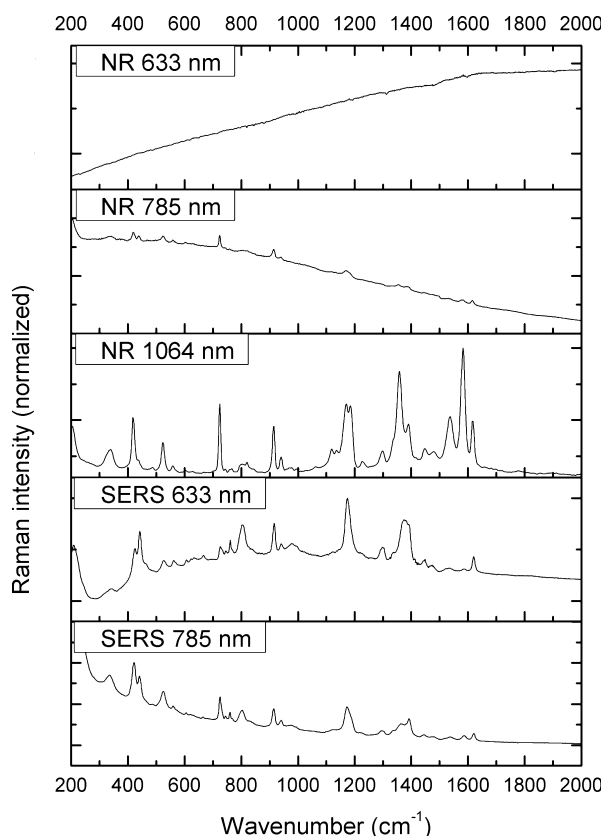 200 400 600 800 1000 1200 1400 1600 1800 2000
NR 633 nm
NR 785 nm
NR 1064 nm
SERS 633 nm
SERS 785 nm
Raman intensity (normalized)
200 400 600 800 1000 1200 1400 1600 1800 2000
Wavenumber (cm⁻¹)